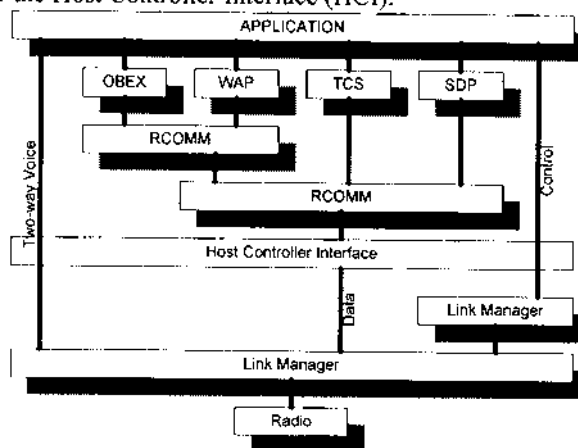 the Host Controller Interface (HCI).
APPLICATION
OBEX WAP TCS SDP
RCOMM
RCOMM
Two-way Voice
Control
Host Controller Interface
Data
Link Manager
Link Manager
Radio